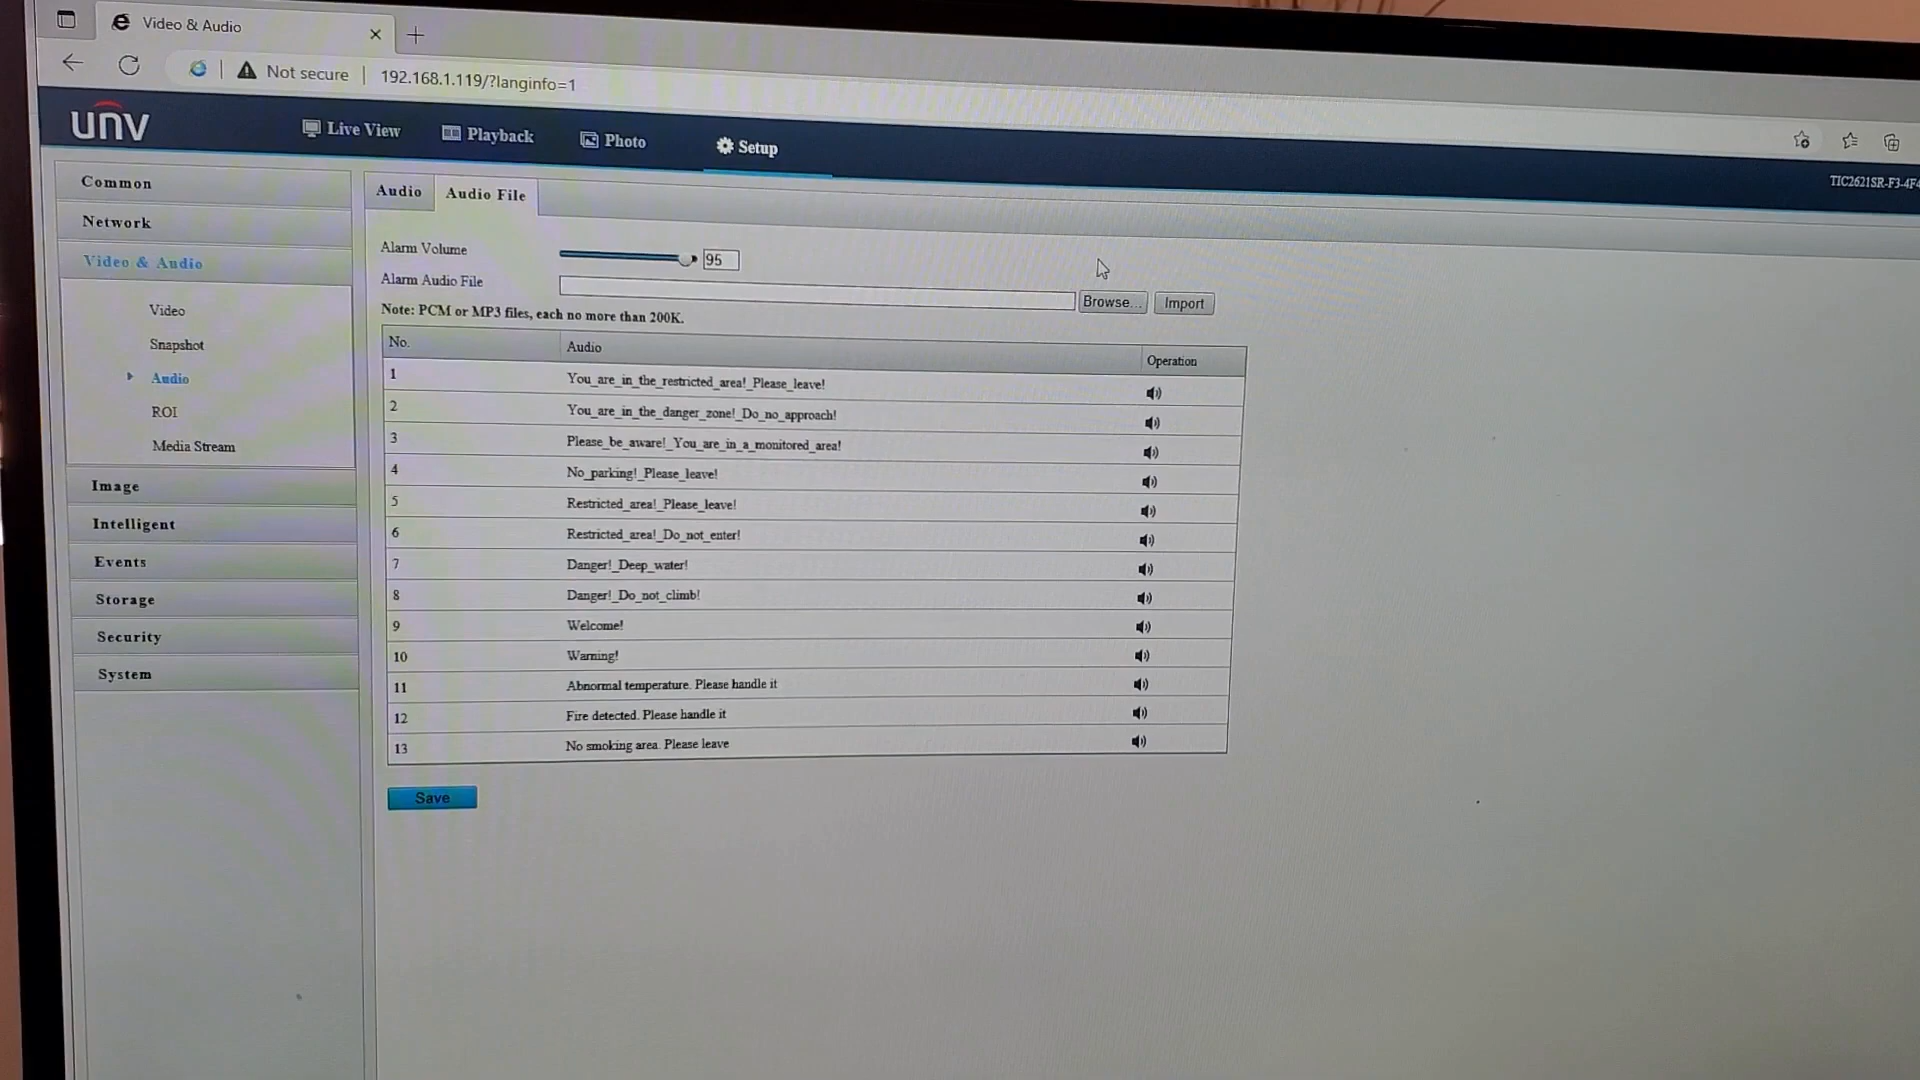 Video & Audio
Not secure | 192.168.1.119/?langinfo=1
unv
Live View
Playback
Photo
Setup
TIC2621SR-F3-4F4
Common
Network
Video & Audio
Video
Snapshot
Audio
ROI
Media Stream
Image
Intelligent
Events
Storage
Security
System
Audio
Audio File
Alarm Volume 95
Alarm Audio File Browse... Import
Note: PCM or MP3 files, each no more than 200K.
No. Audio Operation
1 You_are_in_the_restricted_area!_Please_leave!
2 You_are_in_the_danger_zone!_Do_no_approach!
3 Please_be_aware!_You_are_in_a_monitored_area!
4 No_parking!_Please_leave!
5 Restricted_area!_Please_leave!
6 Restricted_area!_Do_not_enter!
7 Danger!_Deep_water!
8 Danger!_Do_not_climb!
9 Welcome!
10 Warning!
11 Abnormal temperature. Please handle it
12 Fire detected. Please handle it
13 No smoking area. Please leave
Save